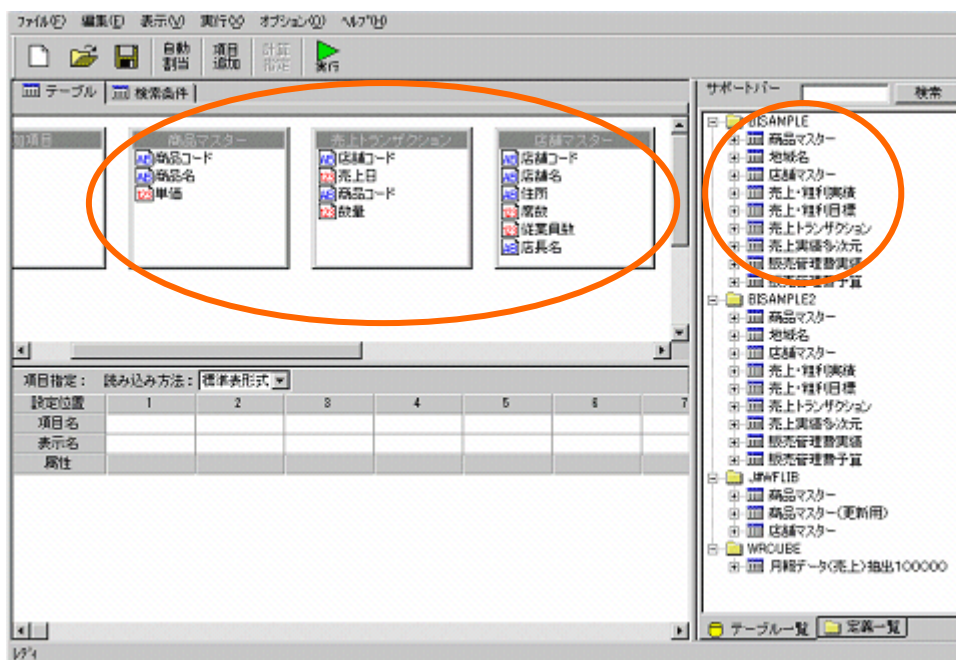 ファイル(F) 編集(E) 表示(V) 実行(X) オプション(O) ヘルプ(H)
自動割当 項目追加 計算指定 実行
テーブル 検索条件
サポートバー 検索
加項目
商品マスター
商品コード
商品名
単価
売上トランザクション
店舗コード
売上日
商品コード
数量
店舗マスター
店舗コード
店舗名
住所
席数
従業員数
店長名
項目指定： 読み込み方法： 標準表形式
設定位置 1 2 3 4 5 6 7
項目名
表示名
属性
BISAMPLE
商品マスター
地域名
店舗マスター
売上・粗利実績
売上・粗利目標
売上トランザクション
売上実績多次元
販売管理費実績
販売管理費予算
BISAMPLE2
商品マスター
地域名
店舗マスター
売上・粗利実績
売上・粗利目標
売上トランザクション
売上実績多次元
販売管理費実績
販売管理費予算
J#WFLIB
商品マスター
商品マスター(更新用)
店舗マスター
WRCUBE
月報データ(売上)抽出100000
テーブル一覧 定義一覧
レディ